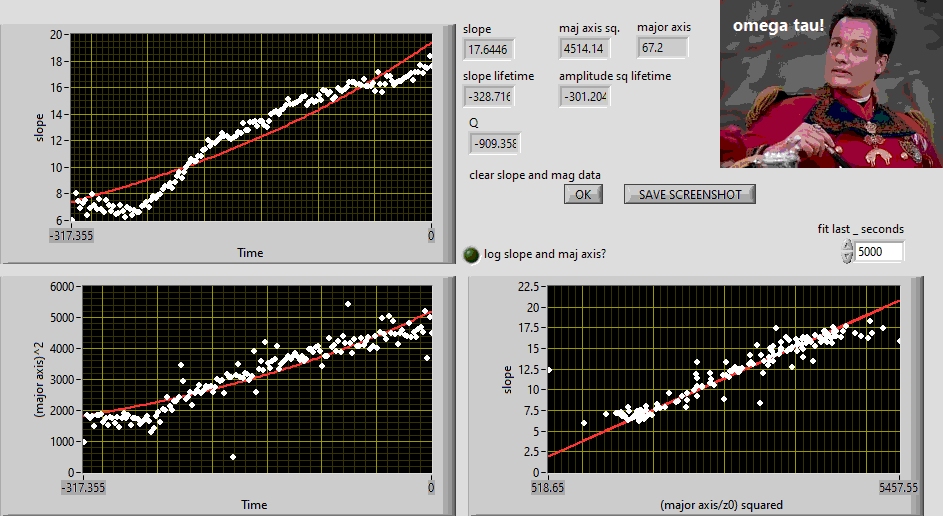 omega tau!
slope
maj axis sq.
major axis
17.6446
4514.14
67.2
slope lifetime
amplitude sq lifetime
-328.716
-301.204
Q
-909.358
clear slope and mag data
OK
SAVE SCREENSHOT
fit last _ seconds
5000
log slope and maj axis?
20
18
16
14
12
10
8
6
slope
-317.355
0
Time
6000
5000
4000
3000
2000
1000
0
(major axis)^2
-317.355
0
Time
22.5
20
17.5
15
12.5
10
7.5
5
2.5
0
slope
518.65
5457.55
(major axis/z0) squared